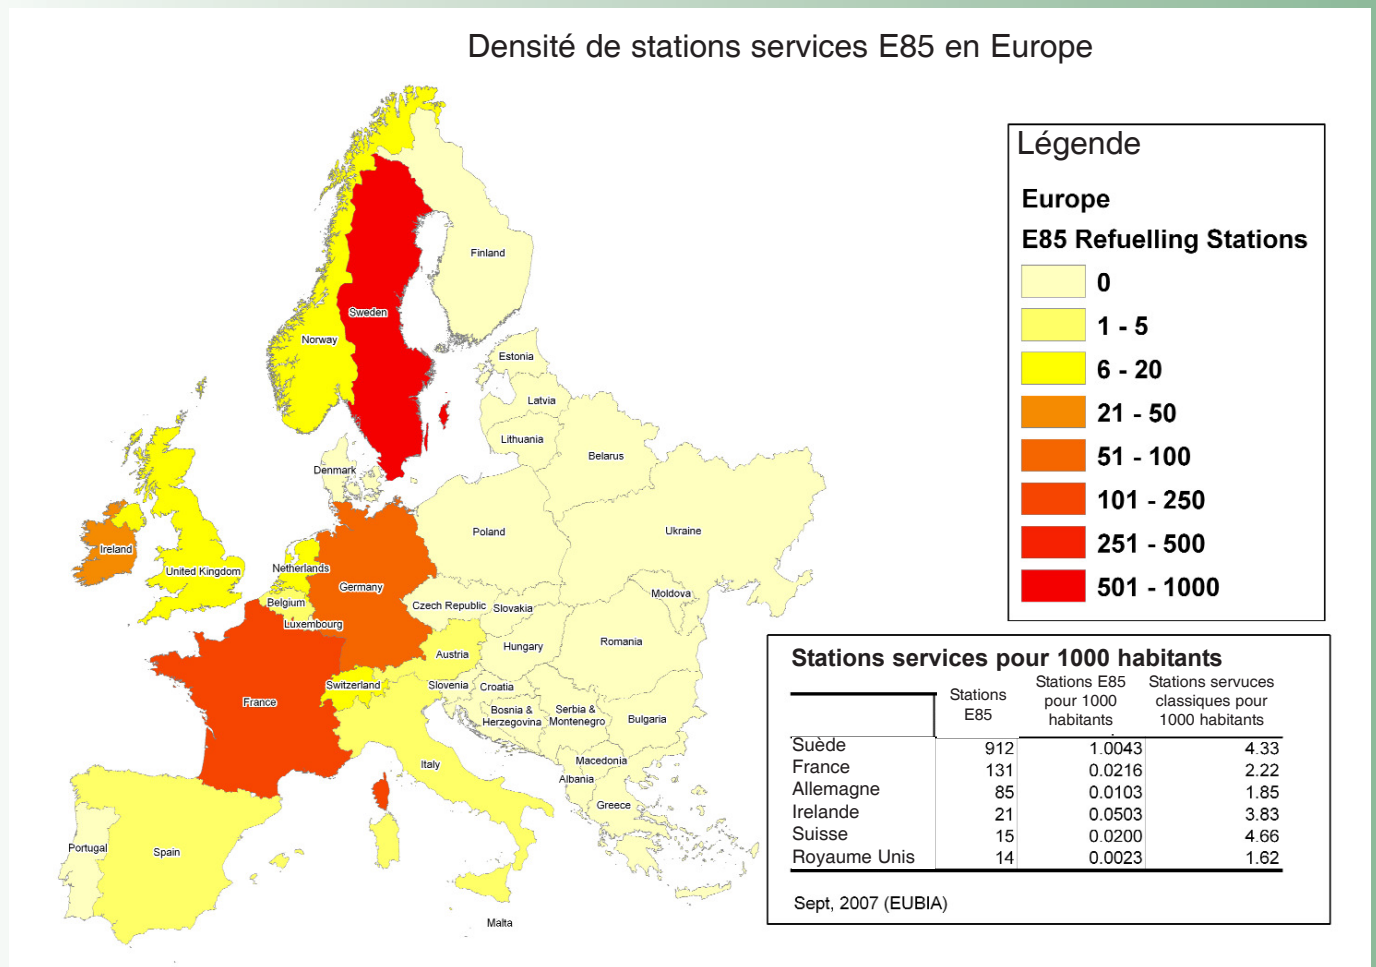 Densité de stations services E85 en Europe
Légende
Europe
E85 Refuelling Stations
0
1 - 5
6 - 20
21 - 50
51 - 100
101 - 250
251 - 500
501 - 1000
Finland
Sweden
Norway
Estonia
Latvia
Lithuania
Belarus
Denmark
Poland
Ukraine
Ireland
United Kingdom
Netherlands
Germany
Belgium
Luxembourg
Czech Republic
Slovakia
Moldova
Austria
Hungary
Romania
Switzerland
Slovenia
Croatia
France
Bosnia &
Herzegovina
Serbia &
Montenegro
Bulgaria
Italy
Macedonia
Albania
Greece
Portugal
Spain
Malta
Stations services pour 1000 habitants
Stations
E85
Stations E85
pour 1000
habitants
Stations servuces
classiques pour
1000 habitants
Suède 912 1.0043 4.33
France 131 0.0216 2.22
Allemagne 85 0.0103 1.85
Irelande 21 0.0503 3.83
Suisse 15 0.0200 4.66
Royaume Unis 14 0.0023 1.62
Sept, 2007 (EUBIA)